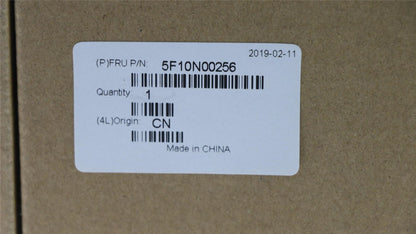 2019-02-11
(P)FRU P/N: 5F10N00256
Quantity: 1
(4L)Origin: CN
Made in CHINA